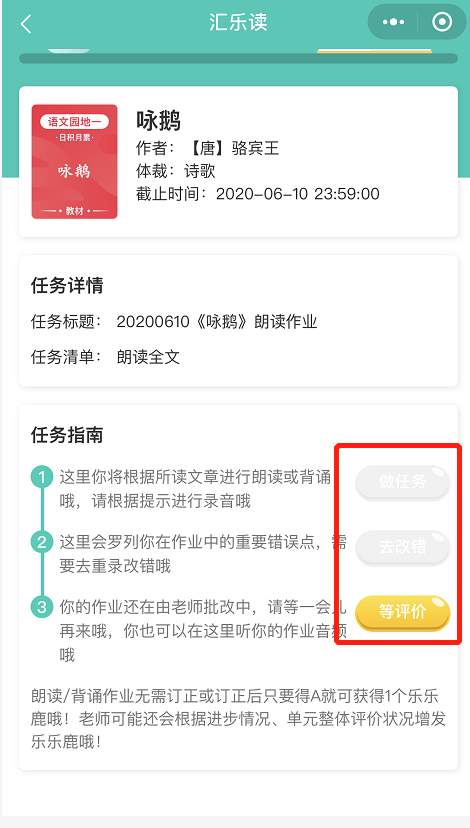 汇乐读
语文园地一
·日积月累·
咏鹅
·教材·
咏鹅
作者：【唐】骆宾王
体裁：诗歌
截止时间：2020-06-10 23:59:00
任务详情
任务标题： 20200610《咏鹅》朗读作业
任务清单： 朗读全文
任务指南
1 这里你将根据所读文章进行朗读或背诵
哦，请根据提示进行录音哦
做任务
2 这里会罗列你在作业中的重要错误点，需
要去重录改错哦
去改错
3 你的作业还在由老师批改中，请等一会儿
再来哦，你也可以在这里听你的作业音频
哦
等评价
朗读/背诵作业无需订正或订正后只要得A就可获得1个乐乐
鹿哦！老师可能还会根据进步情况、单元整体评价状况增发
乐乐鹿哦！